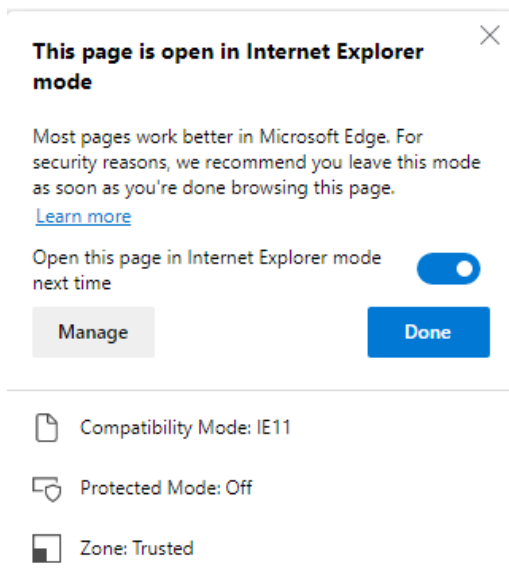 This page is open in Internet Explorer
mode
Most pages work better in Microsoft Edge. For
security reasons, we recommend you leave this mode
as soon as you're done browsing this page.
Learn more
Open this page in Internet Explorer mode
next time
Manage
Done
Compatibility Mode: IE11
Protected Mode: Off
Zone: Trusted